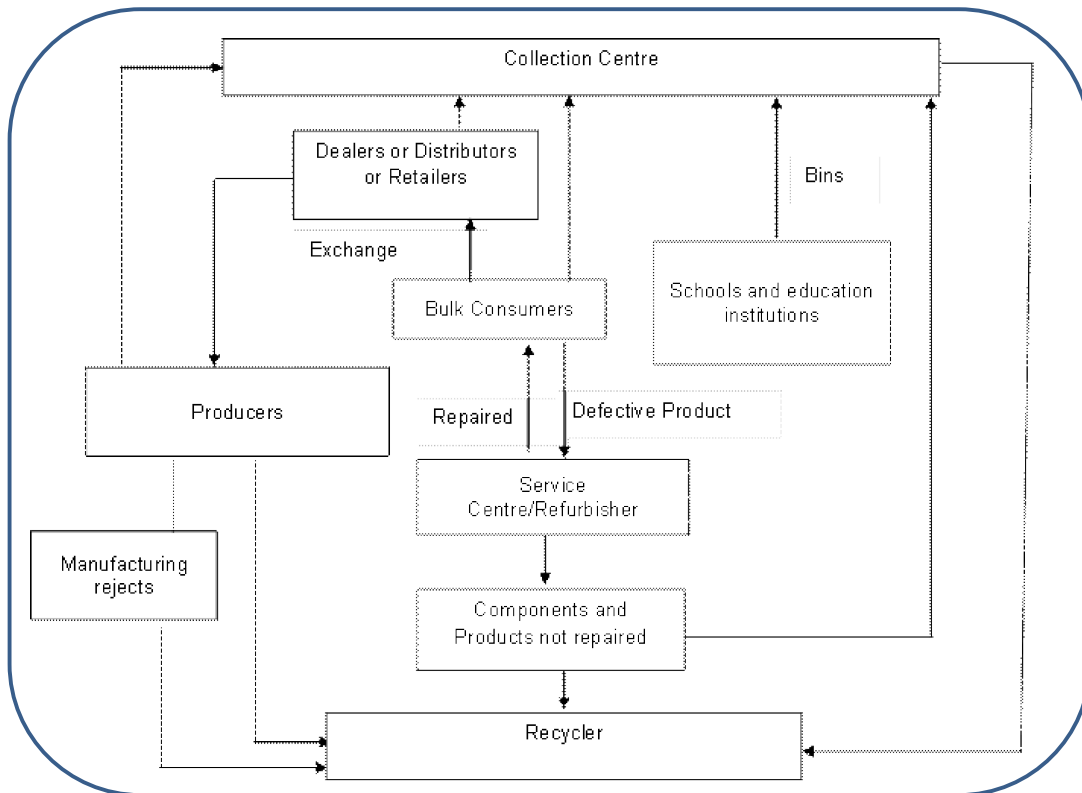 Collection Centre
Dealers or Distributors
or Retailers
Bins
Exchange
Schools and education
institutions
Bulk Consumers
Producers
Repaired
Defective Product
Service
Centre/Refurbisher
Manufacturing
rejects
Components and
Products not repaired
Recycler